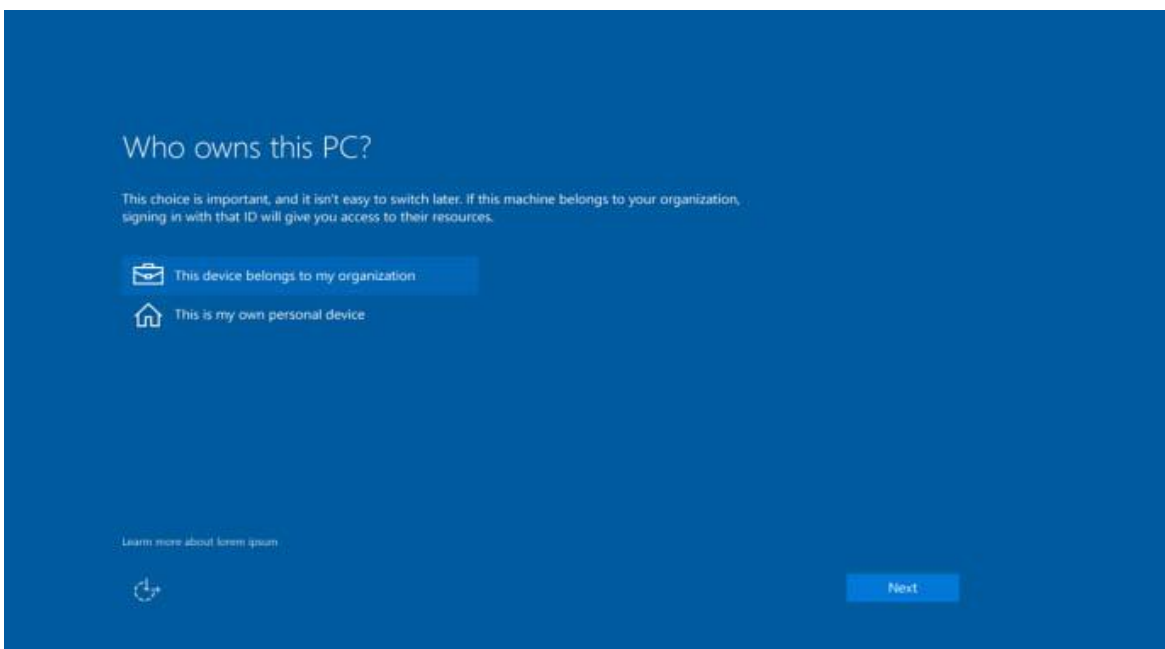 Who owns this PC?
This choice is important, and it isn't easy to switch later. If this machine belongs to your organization,
signing in with that ID will give you access to their resources.
This device belongs to my organization
This is my own personal device
Learn more about lorem ipsum
Next